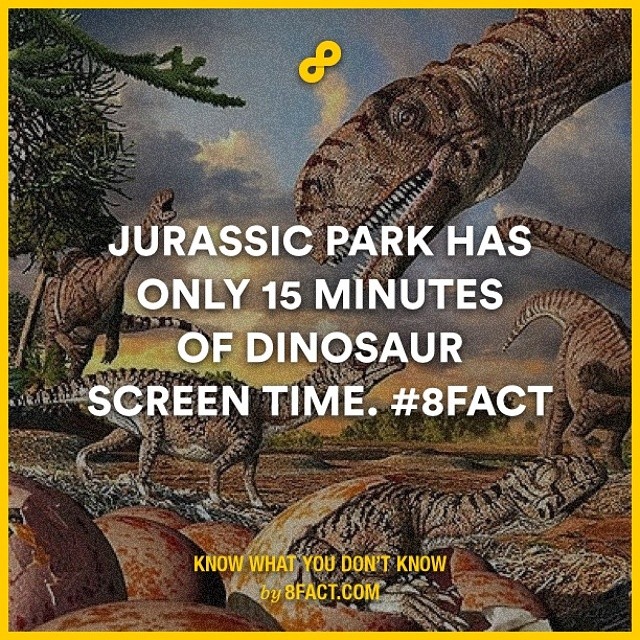 JURASSIC PARK HAS
ONLY 15 MINUTES
OF DINOSAUR
SCREEN TIME. #8FACT
KNOW WHAT YOU DON'T KNOW
by 8FACT.COM